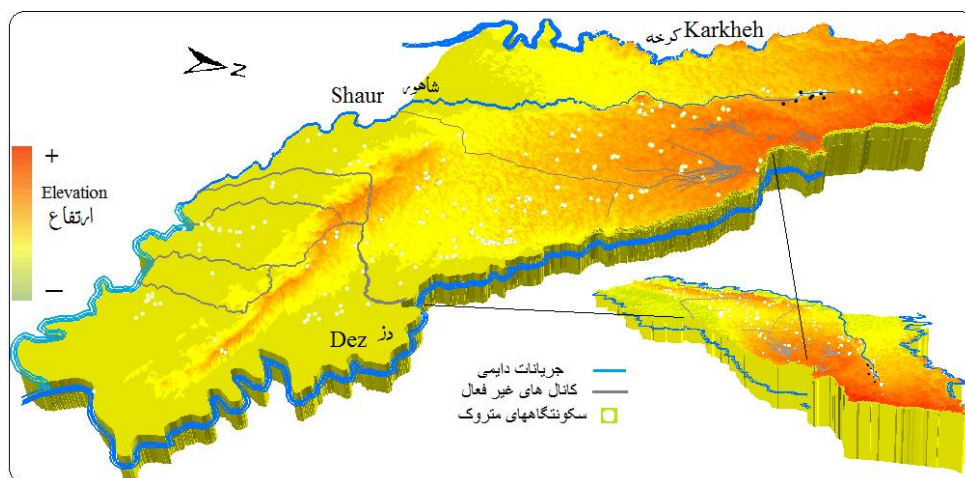 Karkheh کرخه
Shaur شاهور
N
+
Elevation
ارتفاع
−
Dez دز
جریانات دایمی
کانال های غیر فعال
سکونتگاههای متروک